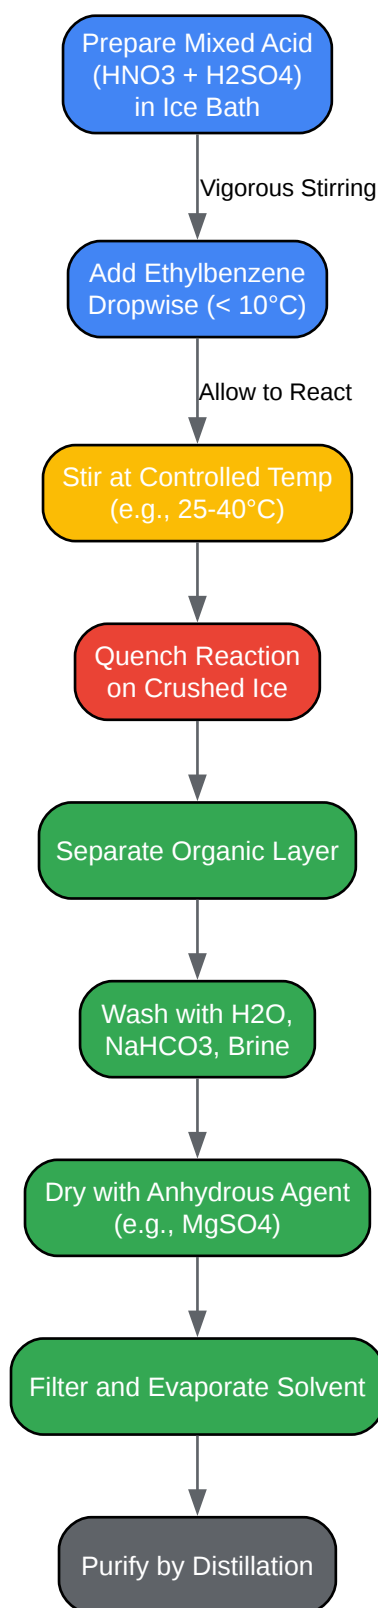 Prepare Mixed Acid
(HNO3 + H2SO4)
in Ice Bath
Vigorous Stirring
Add Ethylbenzene
Dropwise (< 10°C)
Allow to React
Stir at Controlled Temp
(e.g., 25-40°C)
Quench Reaction
on Crushed Ice
Separate Organic Layer
Wash with H2O,
NaHCO3, Brine
Dry with Anhydrous Agent
(e.g., MgSO4)
Filter and Evaporate Solvent
Purify by Distillation